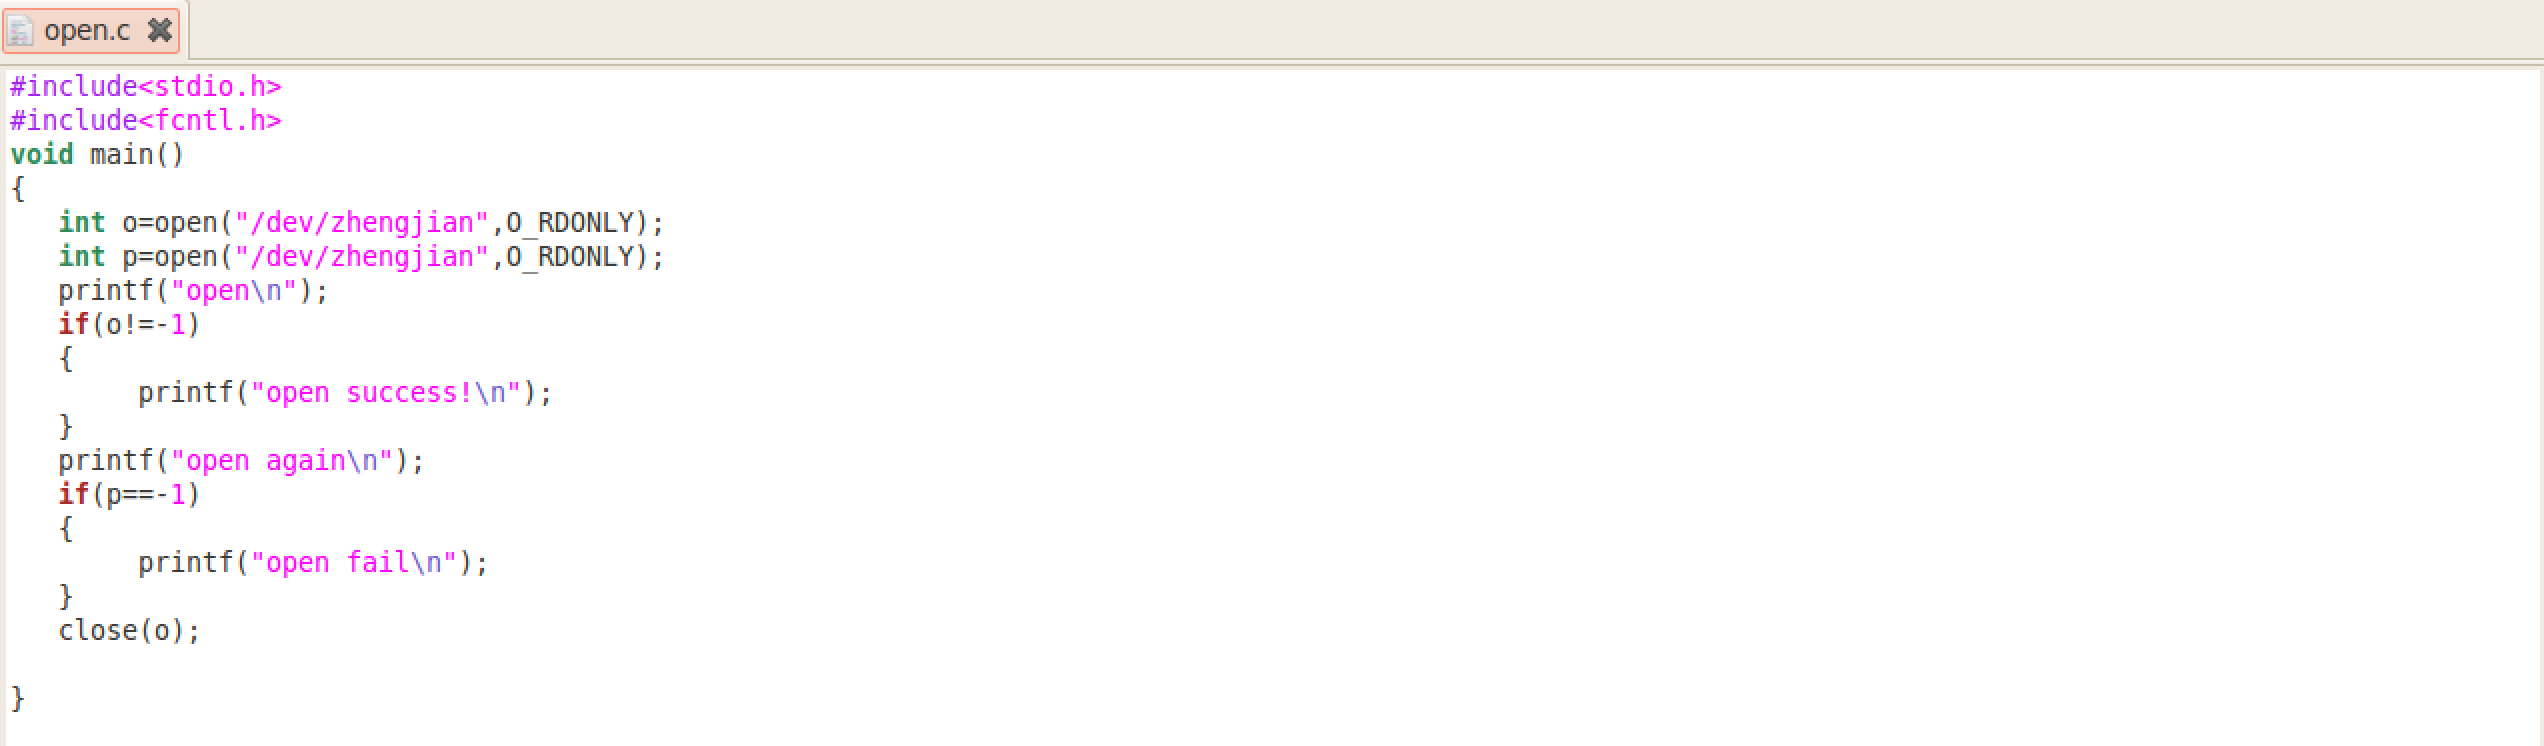 open.c
#include<stdio.h>
#include<fcntl.h>
void main()
{
   int o=open("/dev/zhengjian",O_RDONLY);
   int p=open("/dev/zhengjian",O_RDONLY);
   printf("open\n");
   if(o!=-1)
   {
        printf("open success!\n");
   }
   printf("open again\n");
   if(p==-1)
   {
        printf("open fail\n");
   }
   close(o);

}